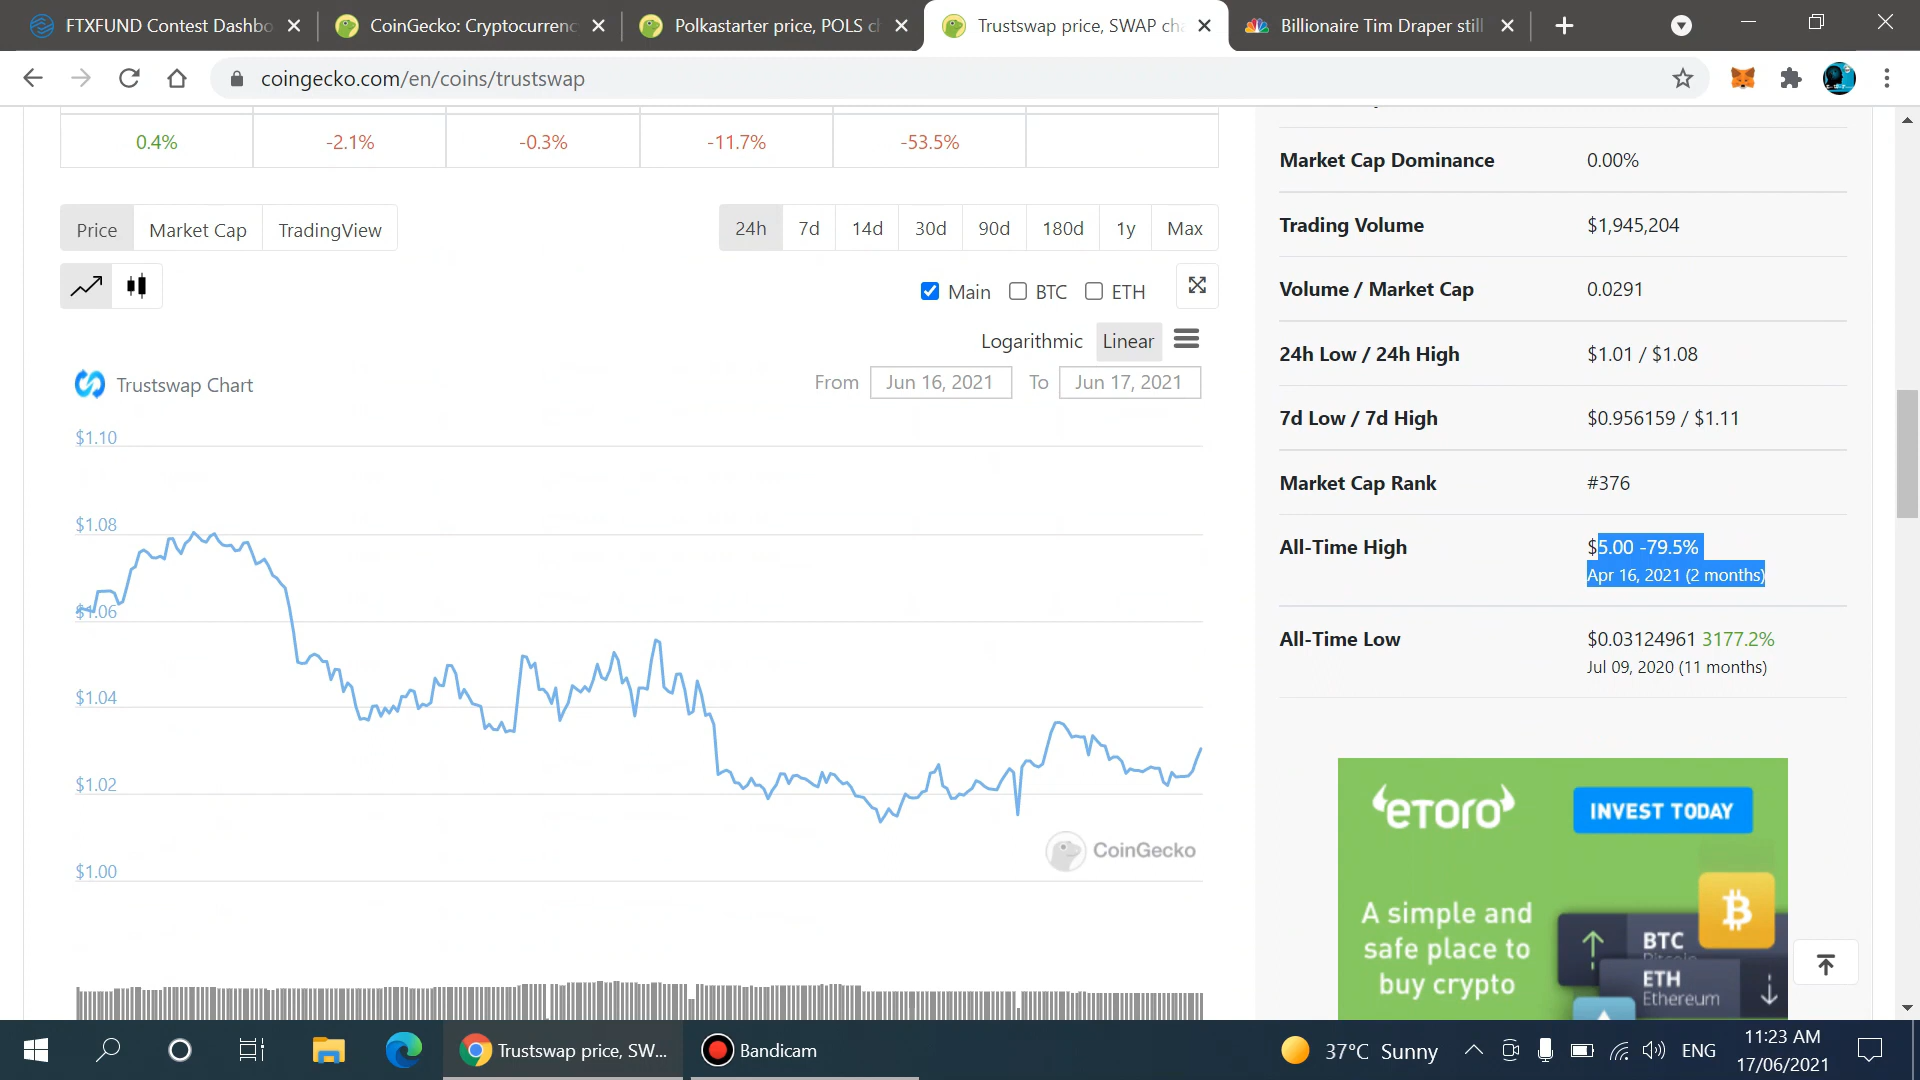 FTXFUND Contest Dashbo
CoinGecko: Cryptocurrenc
Polkastarter price, POLS c
Trustswap price, SWAP cha
Billionaire Tim Draper still
coingecko.com/en/coins/trustswap
0.4% -2.1% -0.3% -11.7% -53.5%
Price Market Cap TradingView
24h 7d 14d 30d 90d 180d 1y Max
Main BTC ETH
Logarithmic Linear
Trustswap Chart
From Jun 16, 2021 To Jun 17, 2021
$1.10
$1.08
$1.06
$1.04
$1.02
$1.00
CoinGecko
Market Cap Dominance 0.00%
Trading Volume $1,945,204
Volume / Market Cap 0.0291
24h Low / 24h High $1.01 / $1.08
7d Low / 7d High $0.956159 / $1.11
Market Cap Rank #376
All-Time High $5.00 -79.5%
Apr 16, 2021 (2 months)
All-Time Low $0.03124961 3177.2%
Jul 09, 2020 (11 months)
eTORO
INVEST TODAY
A simple and
safe place to
buy crypto
BTC
Bitcoin
ETH
Ethereum
Trustswap price, SW...
Bandicam
37°C Sunny
ENG
11:23 AM
17/06/2021